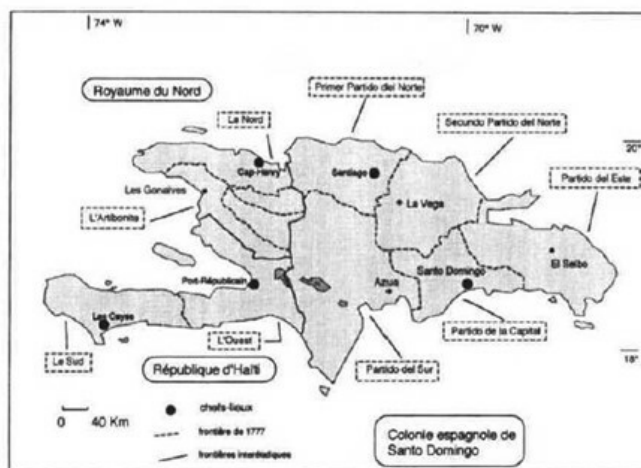 74° W
70° W
Primer Partido del Norte
Royaume du Nord
La Nord
Secundo Partido del Norte
20°
Cap-Henry
Santiago
Partido del Este
Les Gonaïves
La Vega
L'Artibonite
El Seibo
Port-Républicain
Azua
Santo Domingo
Les Cayes
L'Ouest
Partido de la Capital
Le Sud
République d'Haïti
Partido del Sur
18°
0 40 Km
chefs-lieux
frontière de 1777
frontières
Colonie espagnole de
Santo Domingo